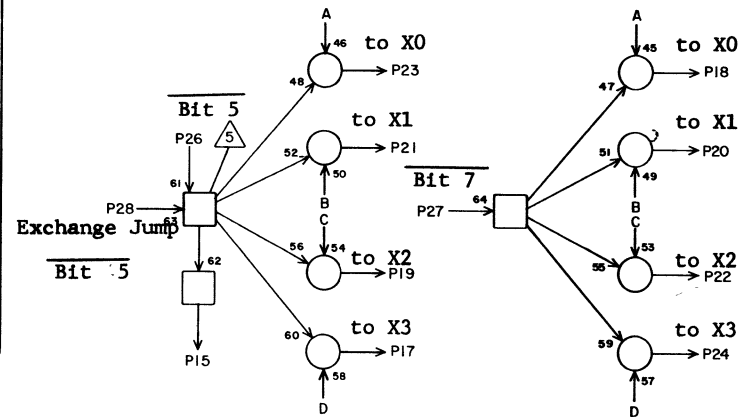 A
46
to X0
48
P23
Bit 5
P26
5
to X1
52
P21
50
61
P28
63
Exchange Jump
Bit 5
62
B
C
56
54
to X2
P19
60
to X3
P17
58
P15
D
A
45
to X0
47
P18
to X1
51
P20
49
Bit 7
64
P27
B
C
53
55
to X2
P22
59
to X3
P24
57
D